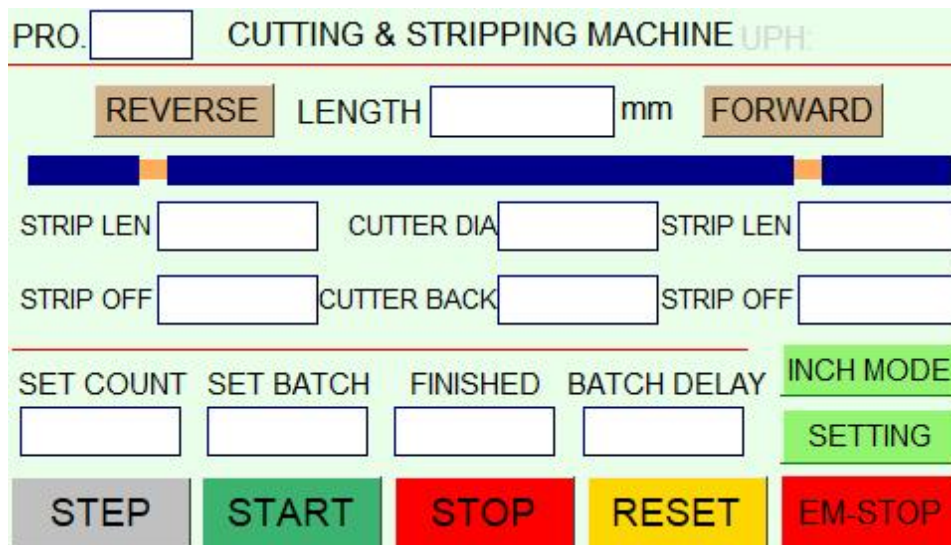 PRO. CUTTING & STRIPPING MACHINE UPH:
REVERSE LENGTH mm FORWARD
STRIP LEN CUTTER DIA STRIP LEN
STRIP OFF CUTTER BACK STRIP OFF
INCH MODE
SET COUNT SET BATCH FINISHED BATCH DELAY
SETTING
STEP START STOP RESET EM-STOP